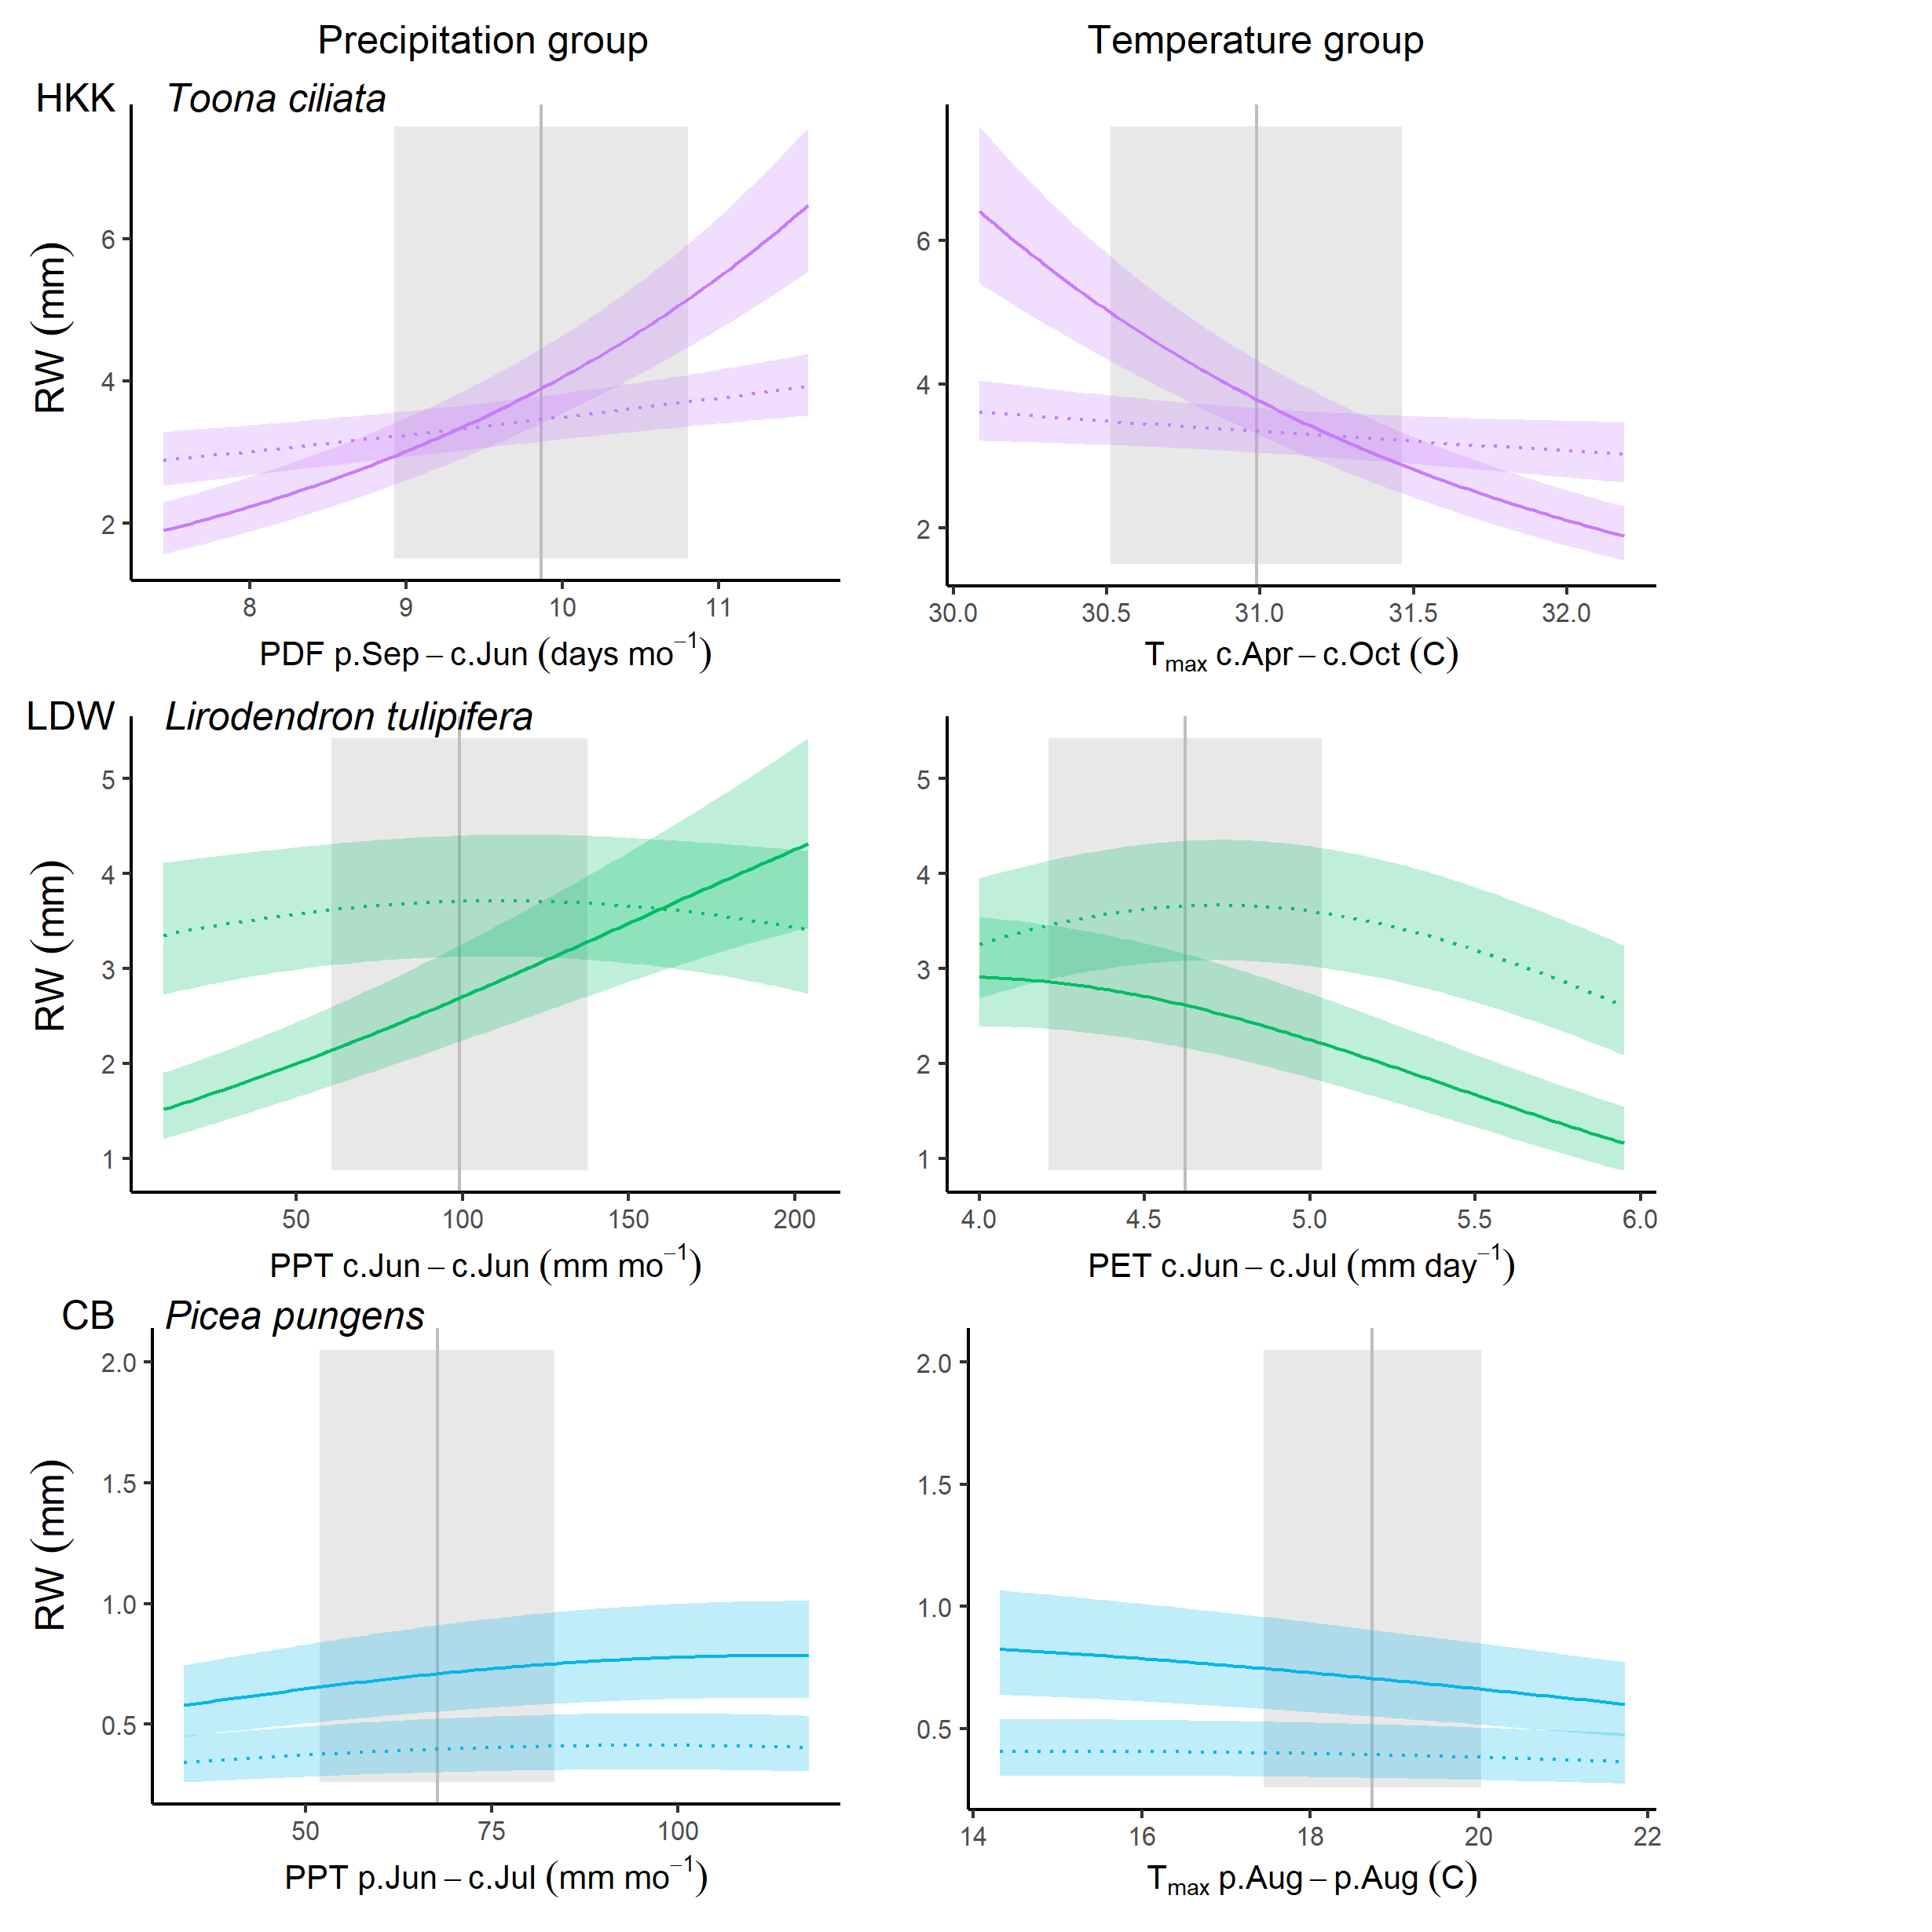 Precipitation group
Temperature group
HKK
Toona ciliata
RW (mm)
6
4
2
8
9
10
11
PDF p.Sep – c.Jun (days mo⁻¹)
6
4
2
30.0
30.5
31.0
31.5
32.0
Tmax c.Apr – c.Oct (C)
LDW
Lirodendron tulipifera
RW (mm)
5
4
3
2
1
50
100
150
200
PPT c.Jun – c.Jun (mm mo⁻¹)
5
4
3
2
1
4.0
4.5
5.0
5.5
6.0
PET c.Jun – c.Jul (mm day⁻¹)
CB
Picea pungens
RW (mm)
2.0
1.5
1.0
0.5
50
75
100
PPT p.Jun – c.Jul (mm mo⁻¹)
2.0
1.5
1.0
0.5
14
16
18
20
22
Tmax p.Aug – p.Aug (C)